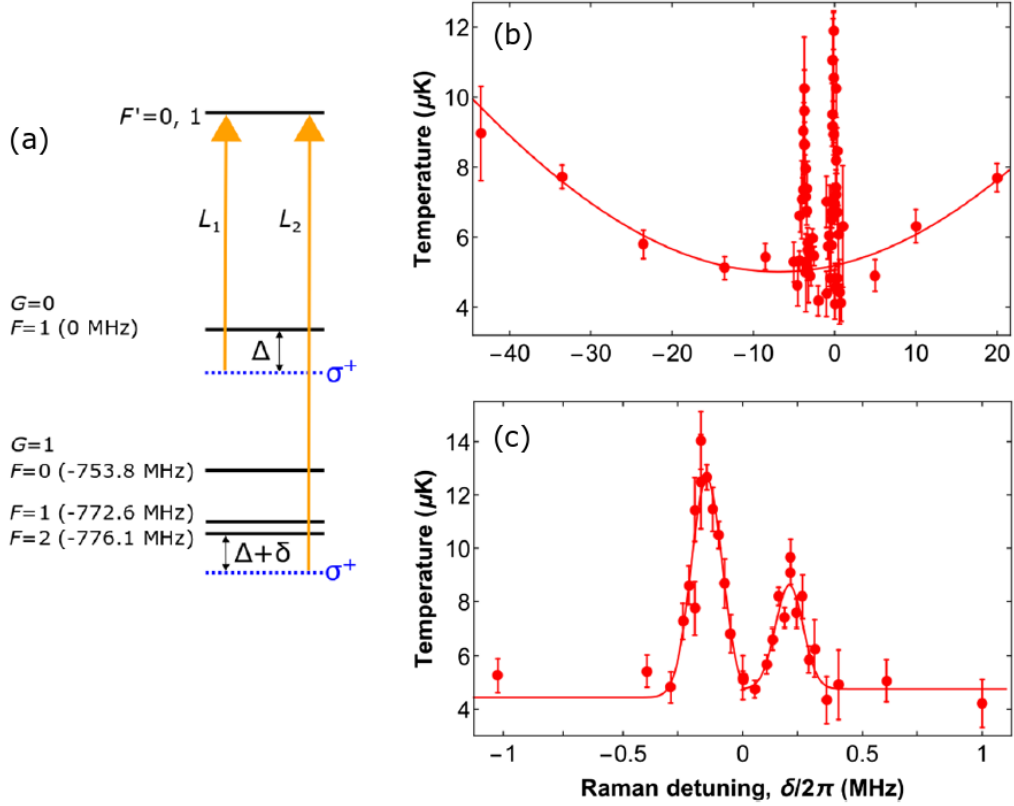 (a)
F'=0, 1
L₁
L₂
G=0
F=1 (0 MHz)
Δ
σ⁺
G=1
F=0 (-753.8 MHz)
F=1 (-772.6 MHz)
F=2 (-776.1 MHz)
Δ+δ
σ⁺
(b)
Temperature (μK)
12
10
8
6
4
−40
−30
−20
−10
0
10
20
(c)
Temperature (μK)
14
12
10
8
6
4
−1
−0.5
0
0.5
1
Raman detuning, δ/2π (MHz)